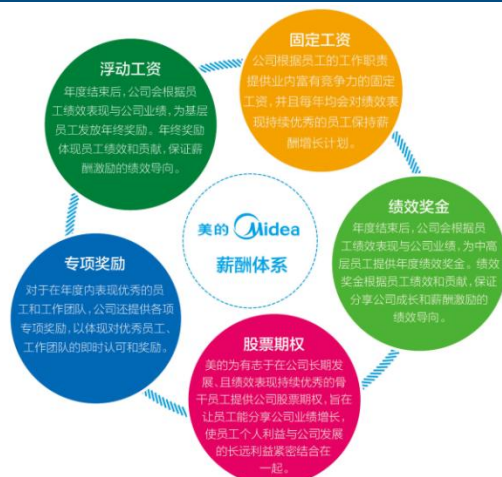 固定工资
公司根据员工的工作职责
提供业内富有竞争力的固定
工资，并且每年均会对绩效表
现持续优秀的员工保持薪
酬增长计划。
浮动工资
年度结束后，公司会根据员
工绩效表现与公司业绩，为基层
员工发放年终奖励。年终奖励
体现员工绩效和贡献，保证薪
酬激励的绩效导向。
绩效奖金
年度结束后，公司会根据员
工绩效表现与公司业绩，为中高
层员工提供年度绩效奖金。绩效
奖金根据员工绩效和贡献，保证
分享公司成长和薪酬激励的
绩效导向。
美的 Midea
薪酬体系
专项奖励
对于在年度内表现优秀的员
工和工作团队，公司还提供各项
专项奖励，以体现对优秀员工、
工作团队的即时认可和奖励。
股票期权
美的为有志于在公司长期发
展、且绩效表现持续优秀的骨
干员工提供公司股票期权，旨在
让员工能分享公司业绩增长，
使员工个人利益与公司发展
的长远利益紧密结合在
一起。